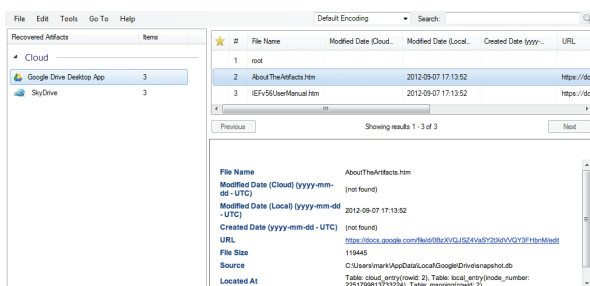 File Edit Tools Go To Help Default Encoding Search:
Recovered Artifacts Items
Cloud
Google Drive Desktop App 3
SkyDrive 3
# File Name Modified Date (Cloud... Modified Date (Local... Created Date (yyyy-... URL
1 root
2 AboutTheArtifacts.htm 2012-09-07 17:13:52 https://do
3 IEFv56UserManual.htm 2012-09-07 17:13:52 https://do
Previous Showing results 1 - 3 of 3 Next
File Name AboutTheArtifacts.htm
Modified Date (Cloud) (yyyy-mm-
dd - UTC) (not found)
Modified Date (Local) (yyyy-mm-dd
- UTC) 2012-09-07 17:13:52
Created Date (yyyy-mm-dd - UTC) (not found)
URL https://docs.google.com/file/d/0BzXVQJSZ4VaSY2tXdVVQY3FHbnM/edit
File Size 119445
Source C:\Users\mark\AppData\Local\Google\Drive\snapshot.db
Located At Table: cloud_entry(rowid: 2), Table: local_entry(inode_number:
2251799813733224), Table: mapping(rowid: 2)